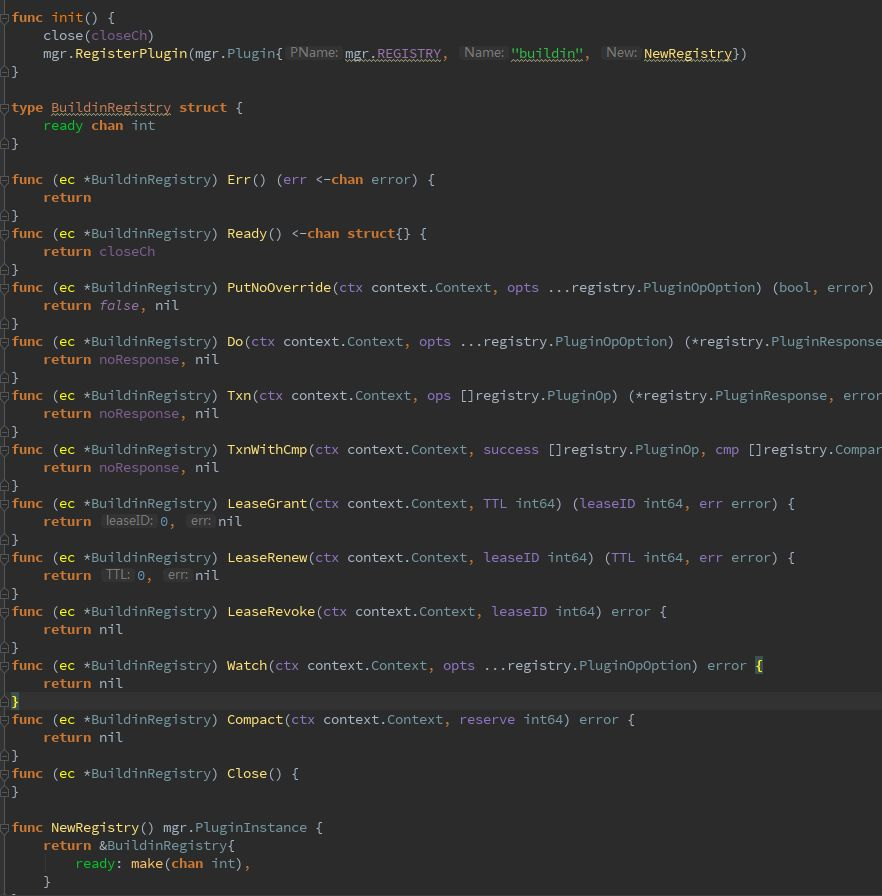 func init() {
    close(closeCh)
    mgr.RegisterPlugin(mgr.Plugin{ PName: mgr.REGISTRY, Name: "buildin", New: NewRegistry})
}
type BuildinRegistry struct {
    ready chan int
}
func (ec *BuildinRegistry) Err() (err <-chan error) {
    return
}
func (ec *BuildinRegistry) Ready() <-chan struct{} {
    return closeCh
}
func (ec *BuildinRegistry) PutNoOverride(ctx context.Context, opts ...registry.PluginOpOption) (bool, error)
    return false, nil
}
func (ec *BuildinRegistry) Do(ctx context.Context, opts ...registry.PluginOpOption) (*registry.PluginResponse
    return noResponse, nil
}
func (ec *BuildinRegistry) Txn(ctx context.Context, ops []registry.PluginOp) (*registry.PluginResponse, error
    return noResponse, nil
}
func (ec *BuildinRegistry) TxnWithCmp(ctx context.Context, success []registry.PluginOp, cmp []registry.Compar
    return noResponse, nil
}
func (ec *BuildinRegistry) LeaseGrant(ctx context.Context, TTL int64) (leaseID int64, err error) {
    return leaseID: 0, err: nil
}
func (ec *BuildinRegistry) LeaseRenew(ctx context.Context, leaseID int64) (TTL int64, err error) {
    return TTL: 0, err: nil
}
func (ec *BuildinRegistry) LeaseRevoke(ctx context.Context, leaseID int64) error {
    return nil
}
func (ec *BuildinRegistry) Watch(ctx context.Context, opts ...registry.PluginOpOption) error {
    return nil
}
func (ec *BuildinRegistry) Compact(ctx context.Context, reserve int64) error {
    return nil
}
func (ec *BuildinRegistry) Close() {
}
func NewRegistry() mgr.PluginInstance {
    return &BuildinRegistry{
        ready: make(chan int),
    }